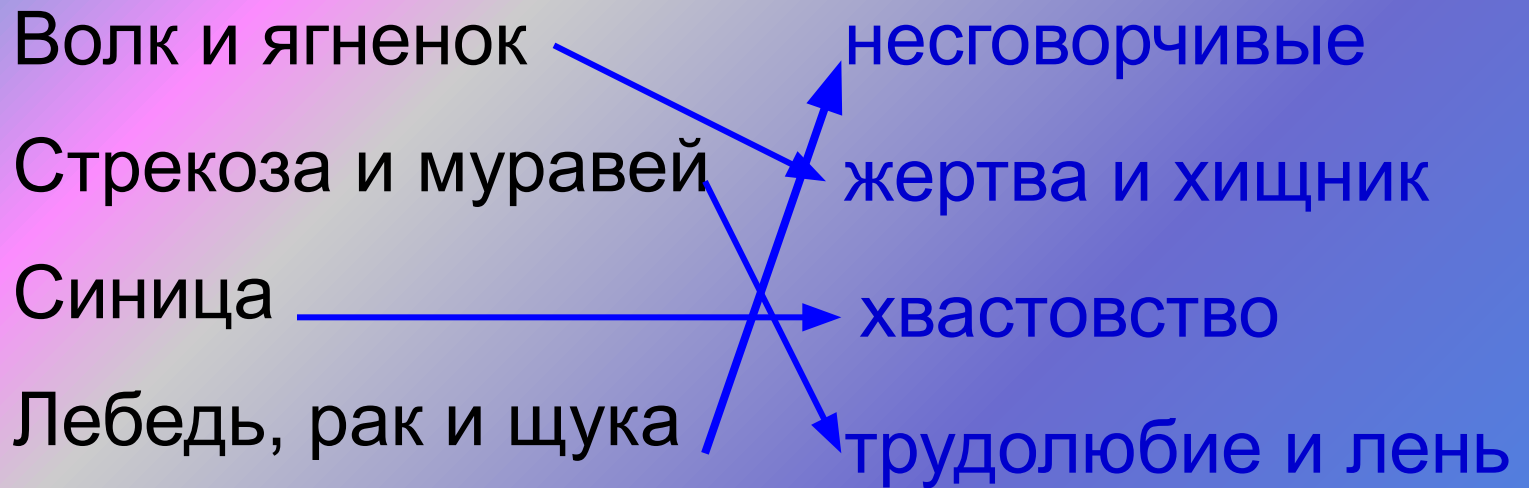 Волк и ягненок
Стрекоза и муравей
Синица
Лебедь, рак и щука
несговорчивые
жертва и хищник
хвастовство
трудолюбие и лень